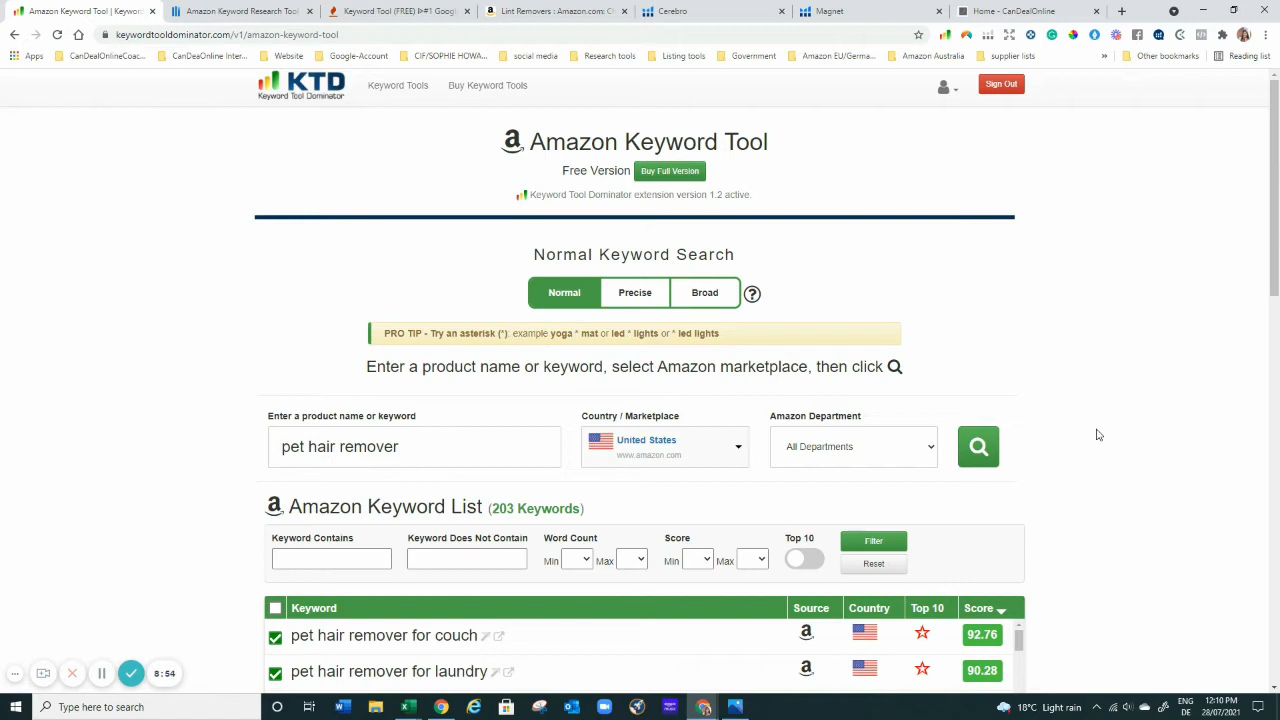 Amazon Keyword Tool | Keywo
Amazon Keyword Research Tool
Keyword Tool (FREE) ᐈ#1 Googl
Lint Removers : Amazon.com: C
Cerebro
Magnet
Home - CanDealOnline
keywordtooldominator.com/v1/amazon-keyword-tool
Apps CanDealOnlineCoac... CanDealOnline Inter... Google-Account CIF/SOPHIE HOWA... social media Research tools Listing tools Government Amazon EU/Germa... Amazon Australia supplier lists » Other bookmarks Reading list
KTD
Keyword Tool Dominator
Keyword Tools Buy Keyword Tools Sign Out
Amazon Keyword Tool
Free Version Buy Full Version
Keyword Tool Dominator extension version 1.2 active.
Normal Keyword Search
Normal Precise Broad ?
PRO TIP - Try an asterisk (*): example yoga * mat or led * lights or * led lights
Enter a product name or keyword, select Amazon marketplace, then click
Enter a product name or keyword Country / Marketplace Amazon Department
pet hair remover United States All Departments
www.amazon.com
Amazon Keyword List (203 Keywords)
Keyword Contains Keyword Does Not Contain Word Count Score Top 10 Filter
Min Max Min Max Reset
Keyword Source Country Top 10 Score
pet hair remover for couch 92.76
pet hair remover for laundry 90.28
3:54
Type here to search 18°C Light rain ENG 12:10 PM
DE 28/07/2021